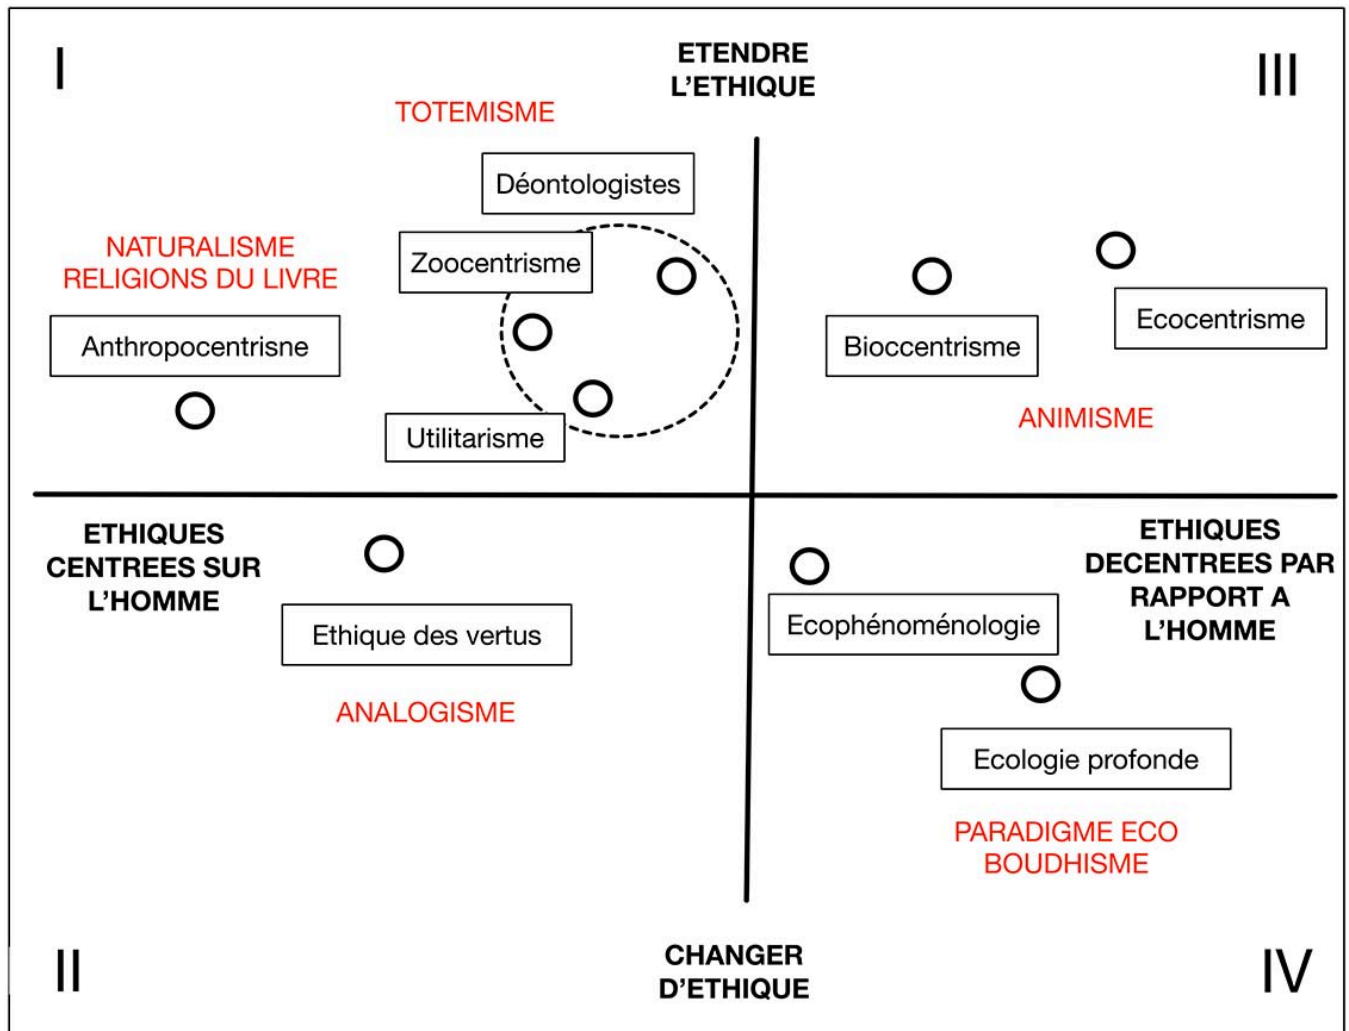 I
ETENDRE
L’ETHIQUE
III
TOTEMISME
Déontologistes
NATURALISME
RELIGIONS DU LIVRE
Zoocentrisme
Anthropocentrisne
Utilitarisme
Bioccentrisme
Ecocentrisme
ANIMISME
ETHIQUES
CENTREES SUR
L’HOMME
ETHIQUES
DECENTREES PAR
RAPPORT A
L’HOMME
Ethique des vertus
ANALOGISME
Ecophénoménologie
Ecologie profonde
PARADIGME ECO
BOUDHISME
II
CHANGER
D’ETHIQUE
IV